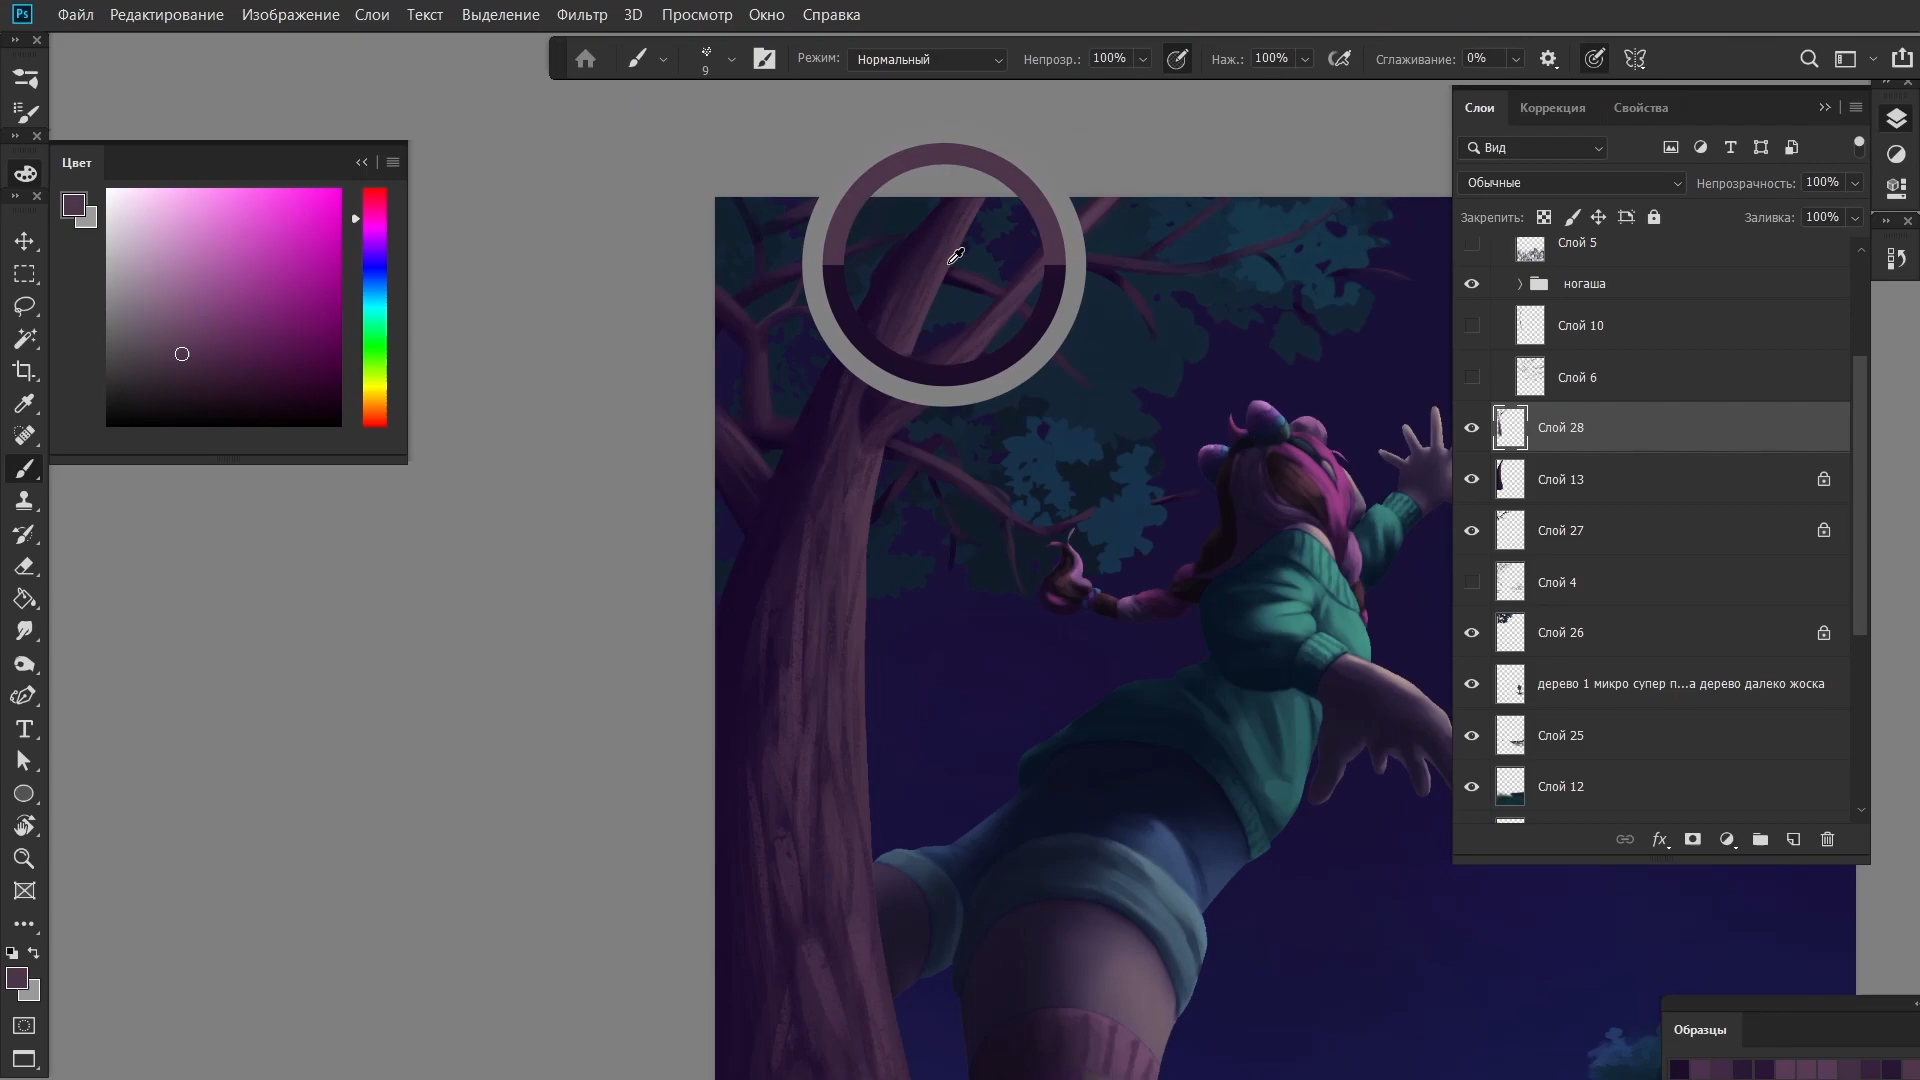 Ps Файл Редактирование Изображение Слои Текст Выделение Фильтр 3D Просмотр Окно Справка
9 Режим: Нормальный Непрозр.: 100% Наж.: 100% Сглаживание: 0%
Цвет
Слои Коррекция Свойства
Вид
Обычные Непрозрачность: 100%
Закрепить: Заливка: 100%
Слой 5
ногаша
Слой 10
Слой 6
Слой 28
Слой 13
Слой 27
Слой 4
Слой 26
дерево 1 микро супер п...а дерево далеко жоска
Слой 25
Слой 12
fx
Образцы